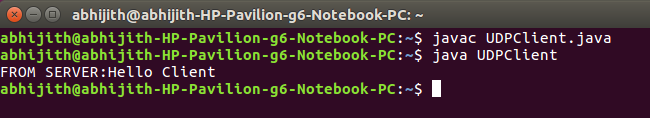 abhijith@abhijith-HP-Pavilion-g6-Notebook-PC: ~
abhijith@abhijith-HP-Pavilion-g6-Notebook-PC:~$ javac UDPClient.java
abhijith@abhijith-HP-Pavilion-g6-Notebook-PC:~$ java UDPClient
FROM SERVER:Hello Client
abhijith@abhijith-HP-Pavilion-g6-Notebook-PC:~$